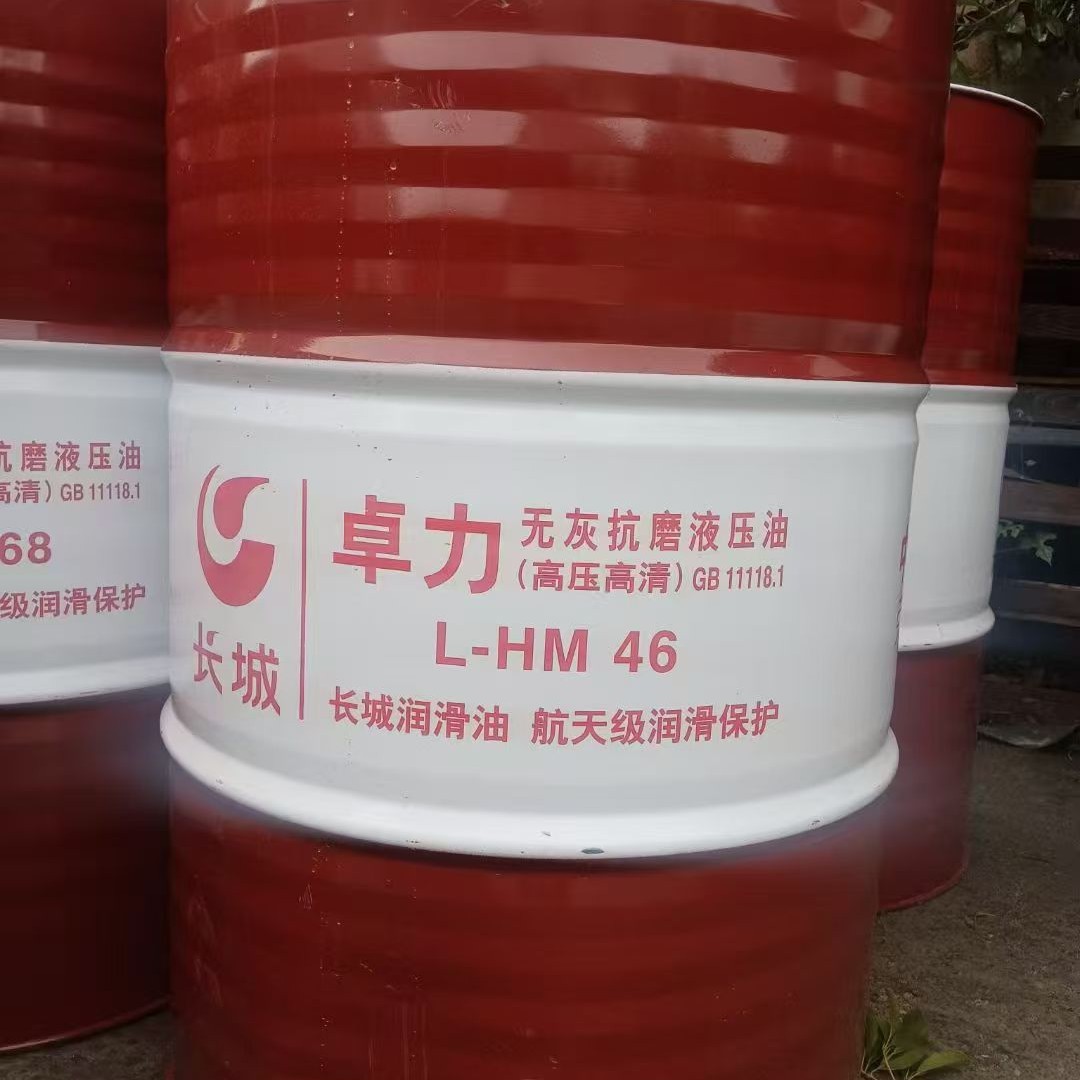 抗磨液压油
高清）GB 11118.1
68
级润滑保护
长城
卓力
无灰抗磨液压油
（高压高清）GB 11118.1
L-HM 46
长城润滑油 航天级润滑保护